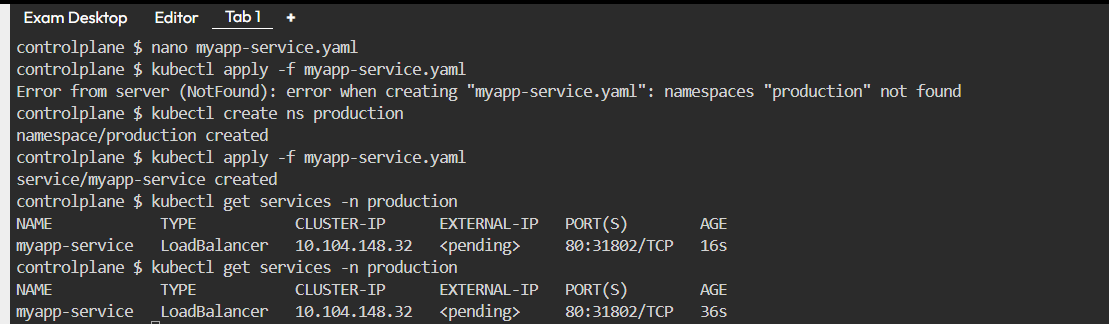 Exam Desktop Editor Tab 1 +
controlplane $ nano myapp-service.yaml
controlplane $ kubectl apply -f myapp-service.yaml
Error from server (NotFound): error when creating "myapp-service.yaml": namespaces "production" not found
controlplane $ kubectl create ns production
namespace/production created
controlplane $ kubectl apply -f myapp-service.yaml
service/myapp-service created
controlplane $ kubectl get services -n production
NAME TYPE CLUSTER-IP EXTERNAL-IP PORT(S) AGE
myapp-service LoadBalancer 10.104.148.32 <pending> 80:31802/TCP 16s
controlplane $ kubectl get services -n production
NAME TYPE CLUSTER-IP EXTERNAL-IP PORT(S) AGE
myapp-service LoadBalancer 10.104.148.32 <pending> 80:31802/TCP 36s